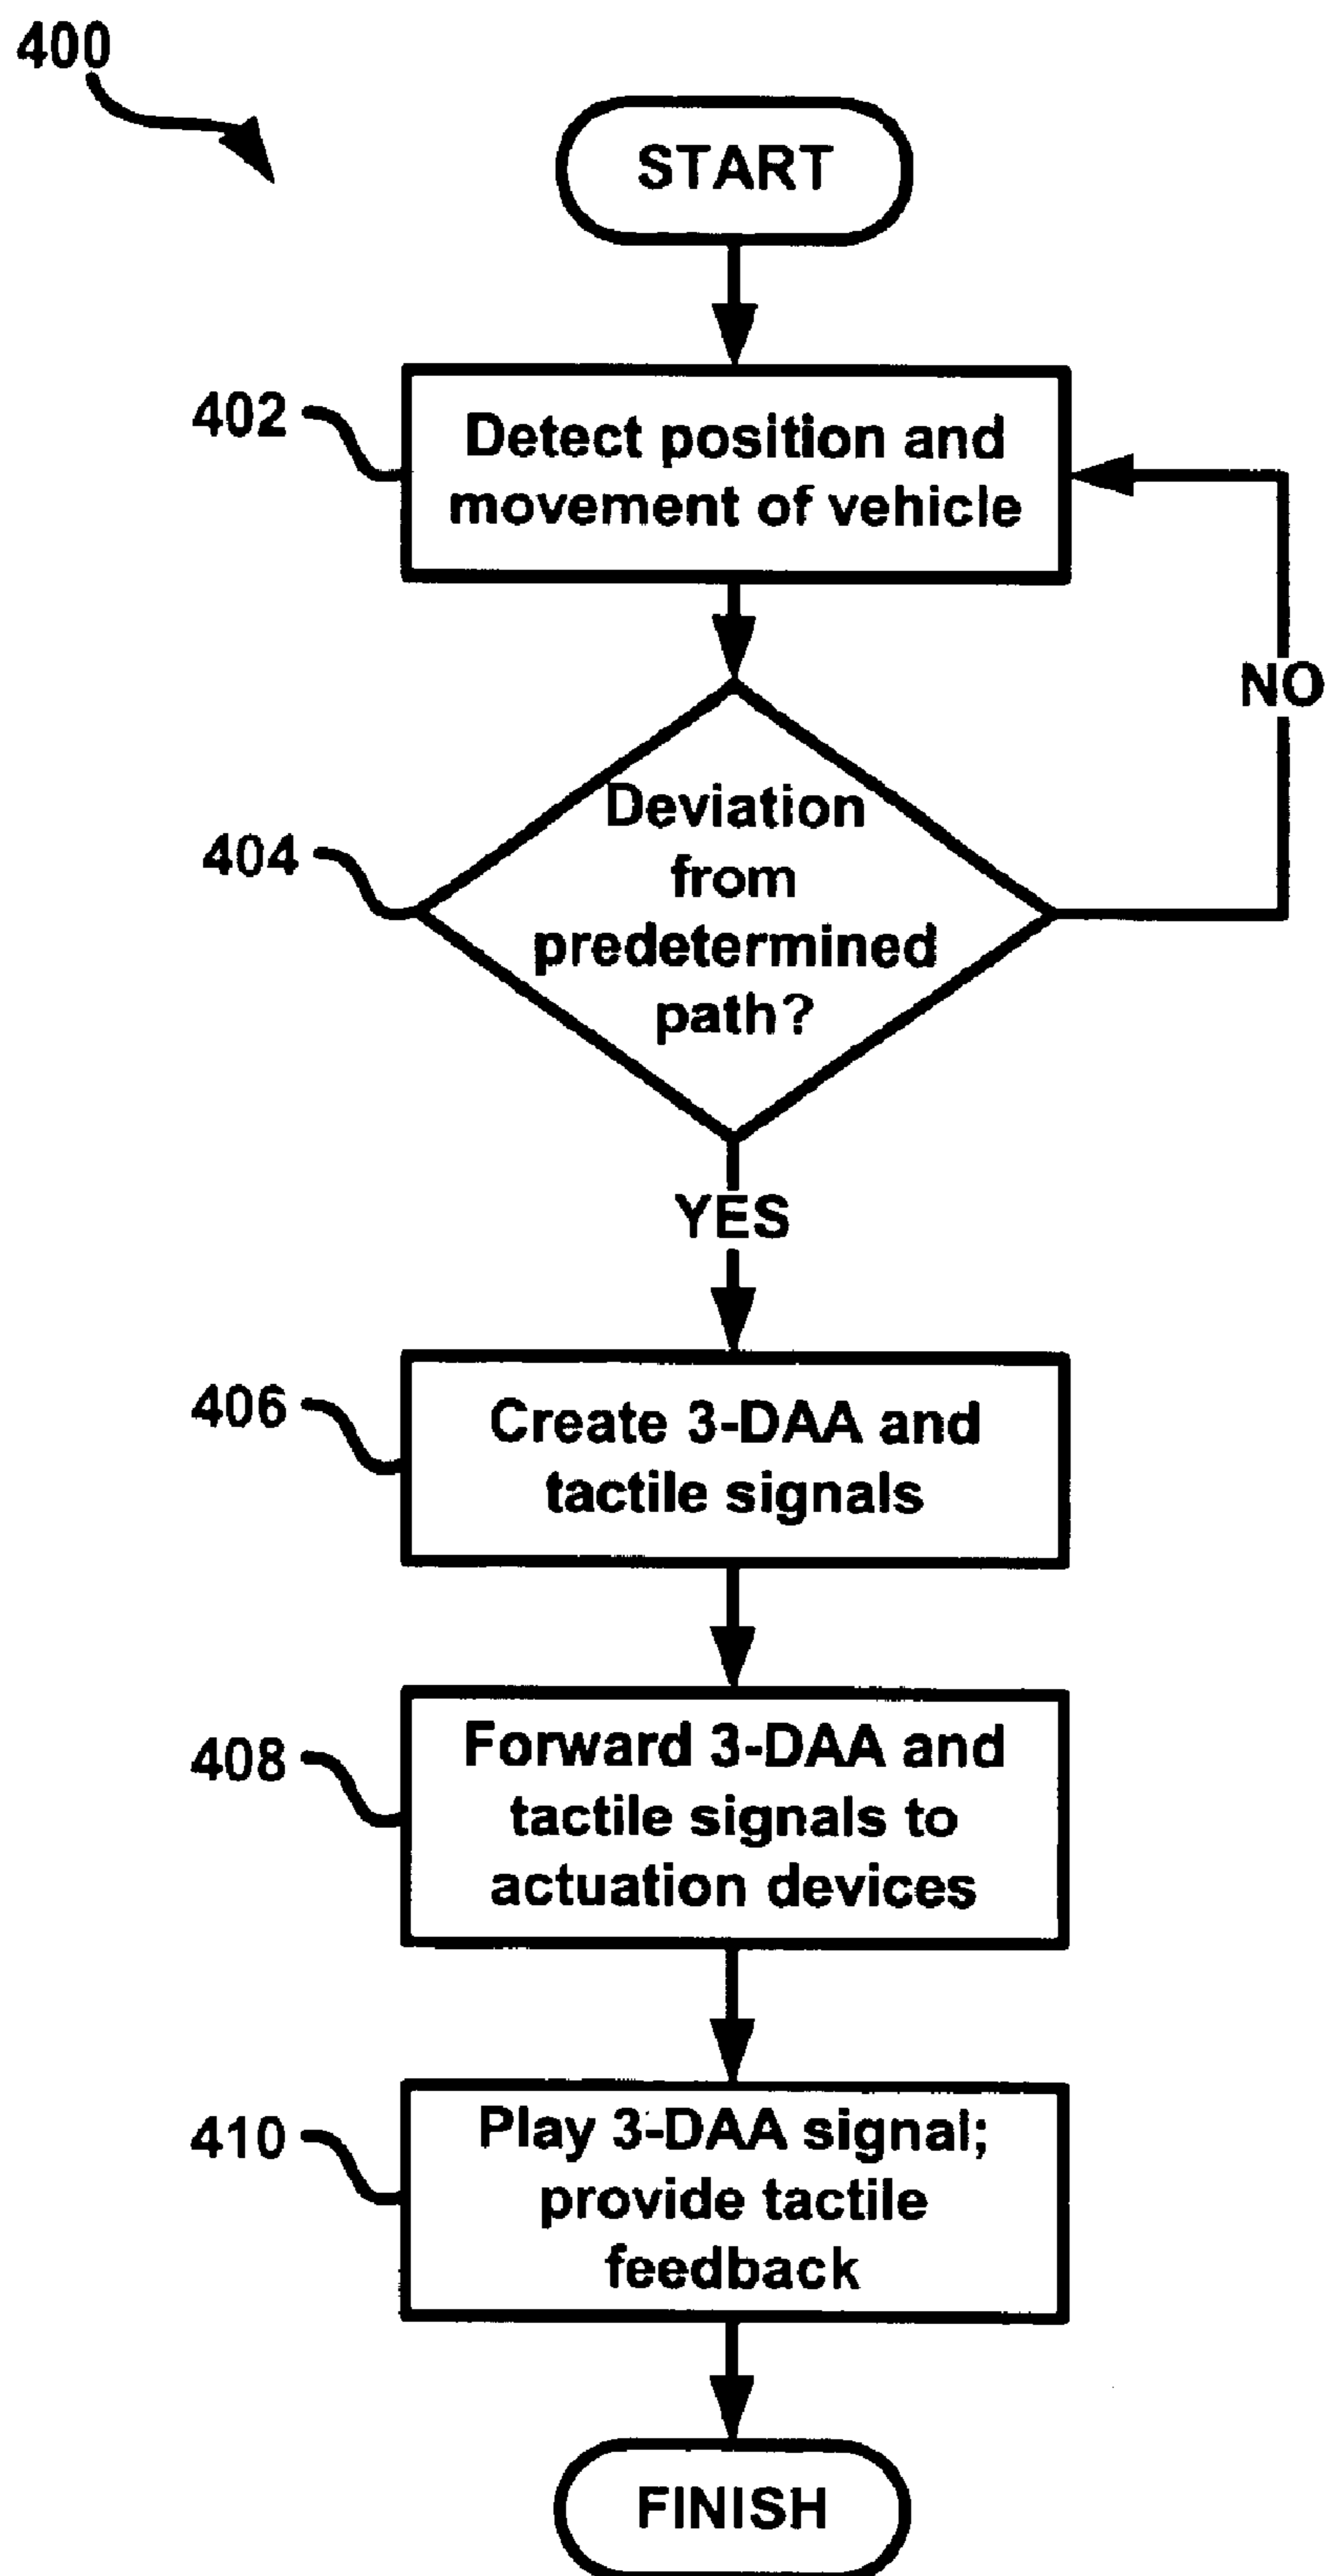 400
START
402
Detect position and
movement of vehicle
NO
404
Deviation
from
predetermined
path?
YES
406
Create 3-DAA and
tactile signals
408
Forward 3-DAA and
tactile signals to
actuation devices
410
Play 3-DAA signal;
provide tactile
feedback
FINISH